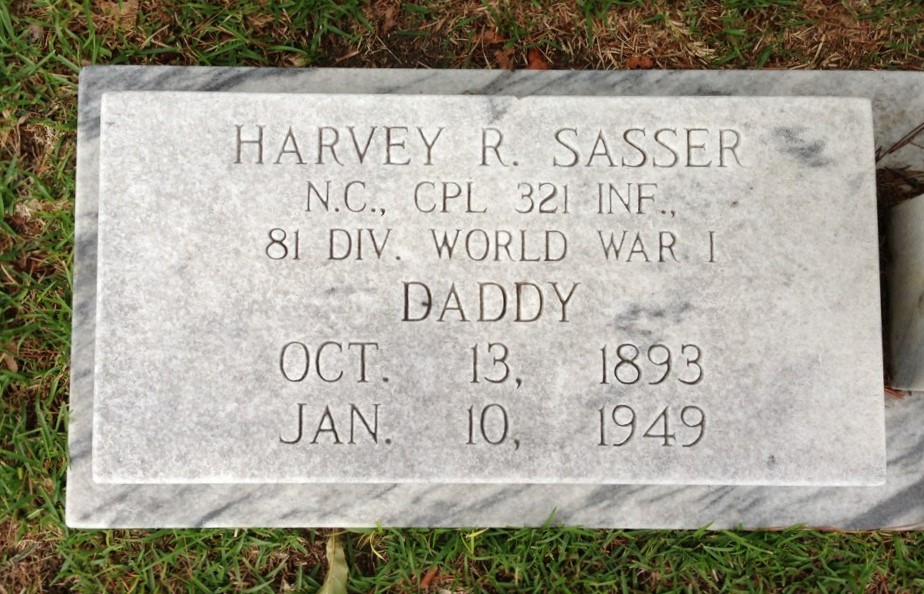 HARVEY R. SASSER
N.C., CPL 321 INF.,
81 DIV. WORLD WAR I
DADDY
OCT. 13, 1893
JAN. 10, 1949